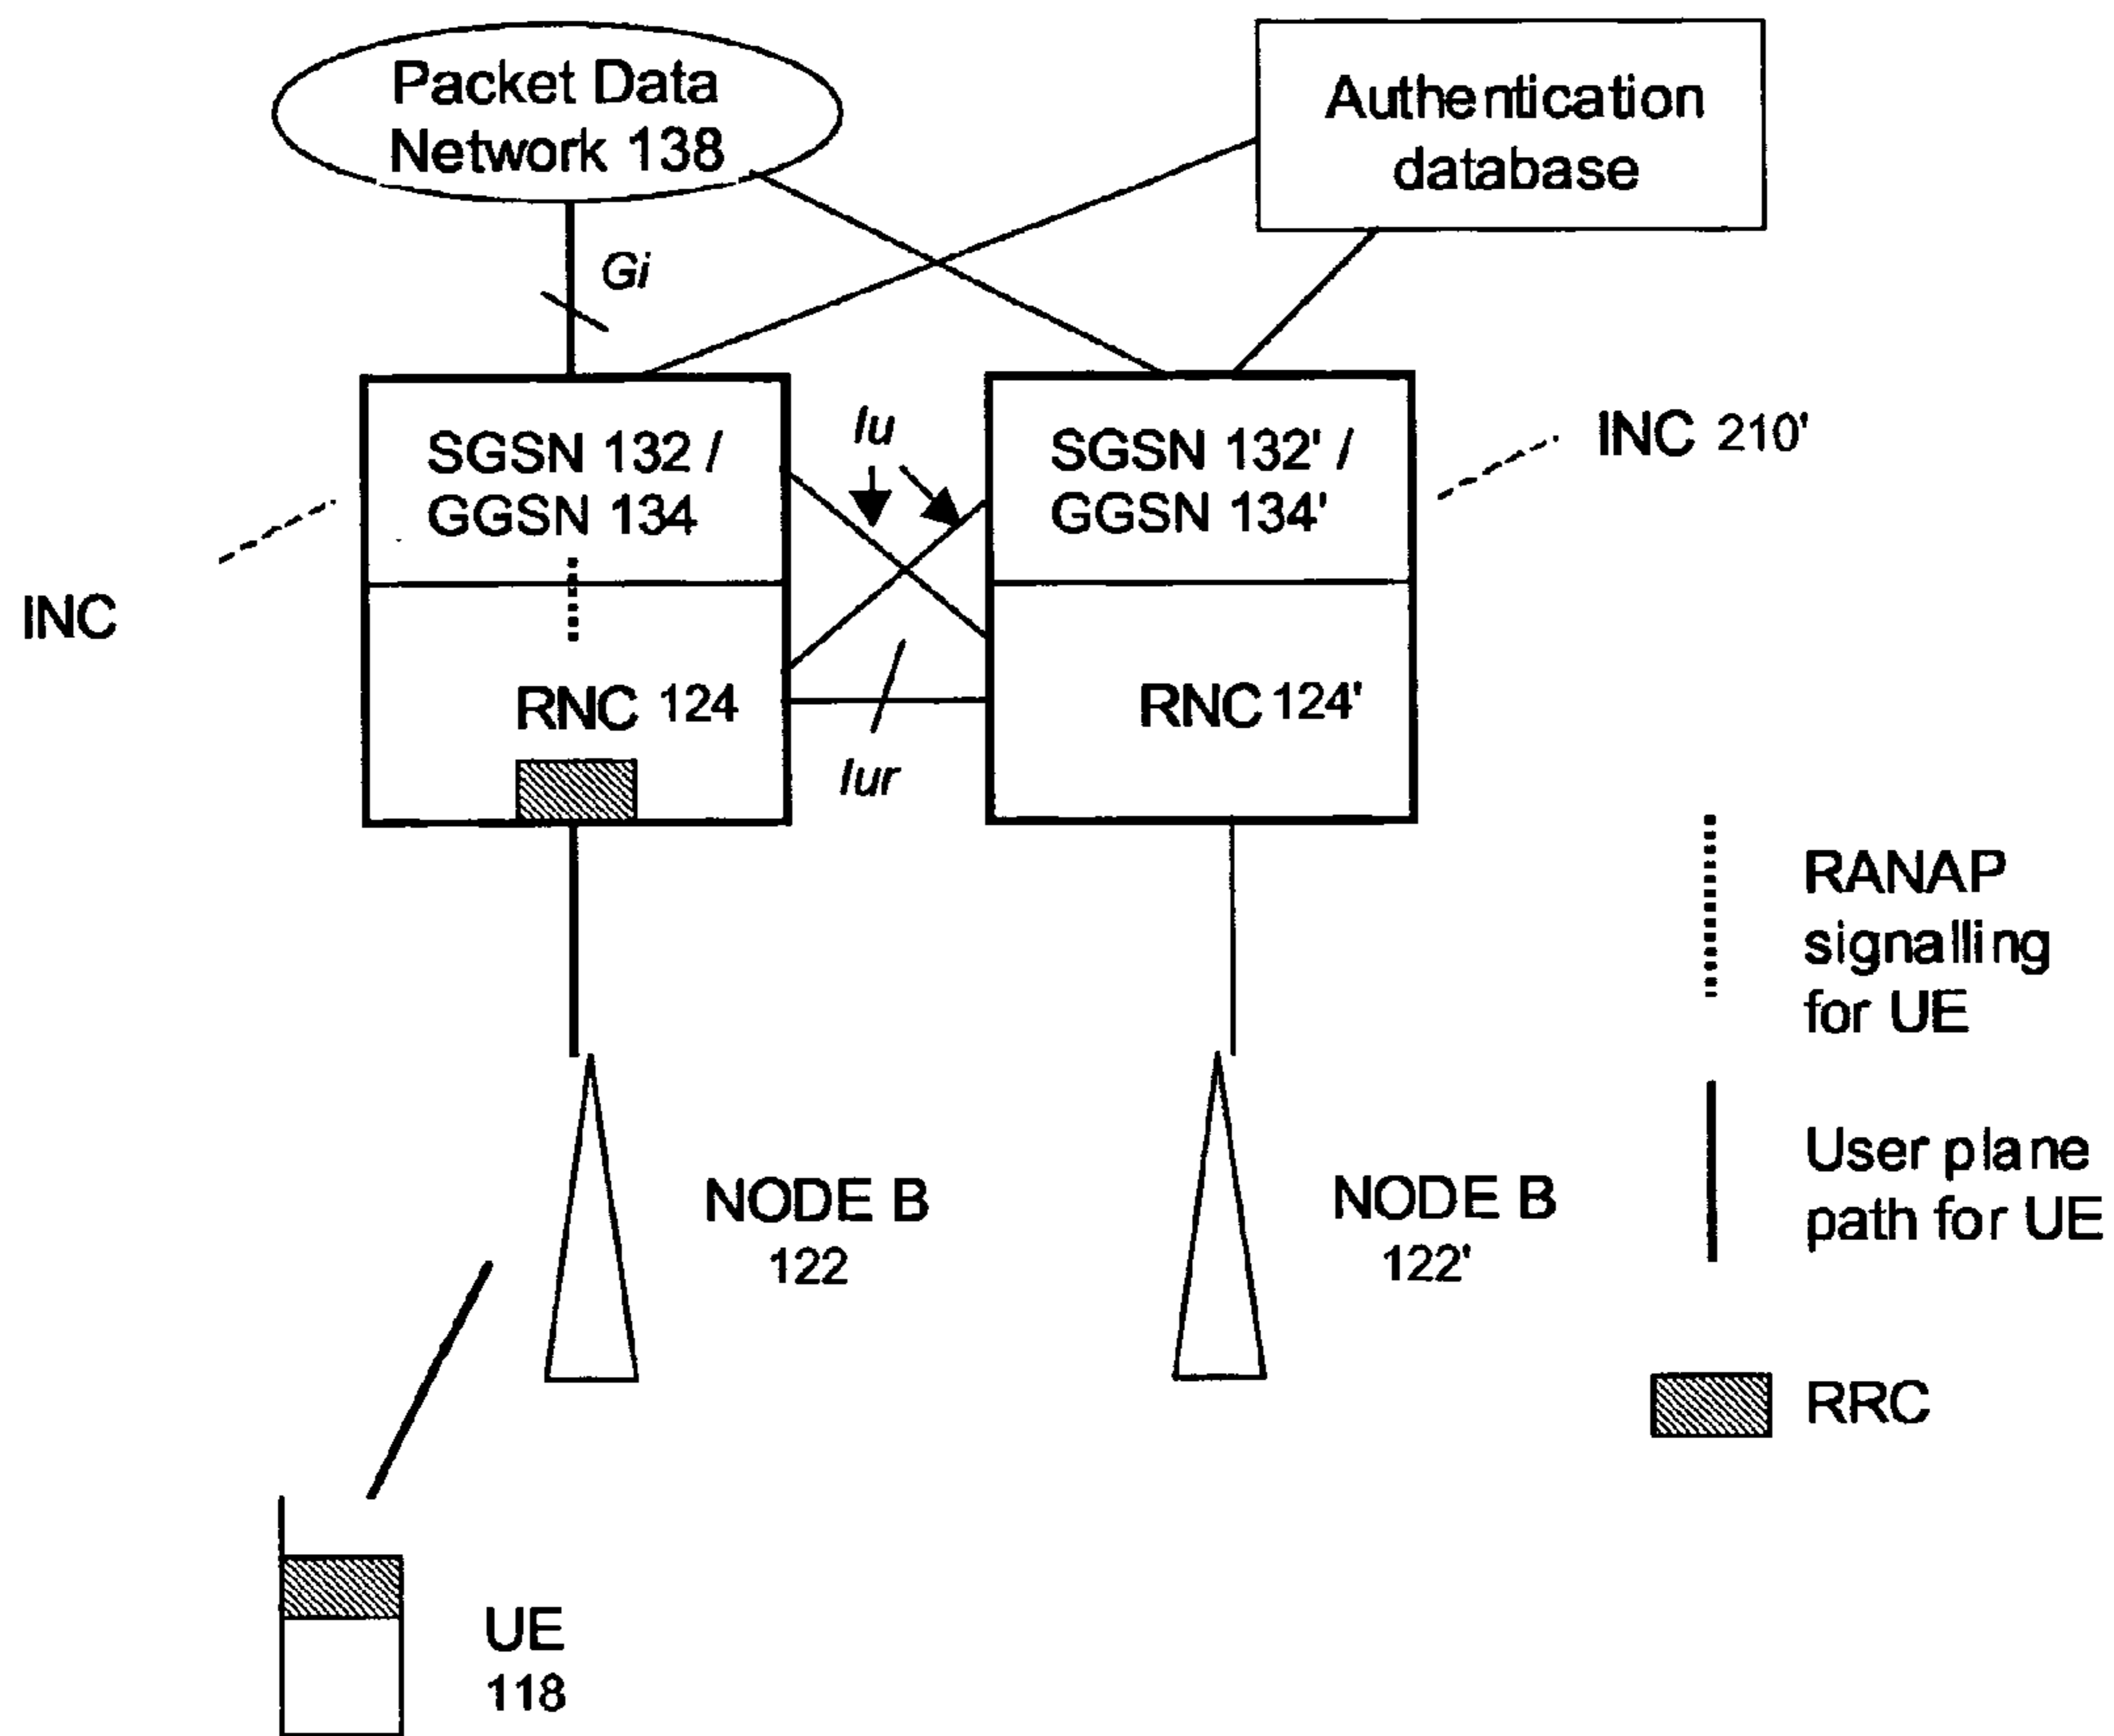 Packet Data
Network 138
Authentication
database
Gi
SGSN 132 /
GGSN 134
Iu
SGSN 132' /
GGSN 134'
INC 210'
INC
RNC 124
RNC 124'
Iur
RANAP
signalling
for UE
User plane
path for UE
NODE B
122
NODE B
122'
RRC
UE
118